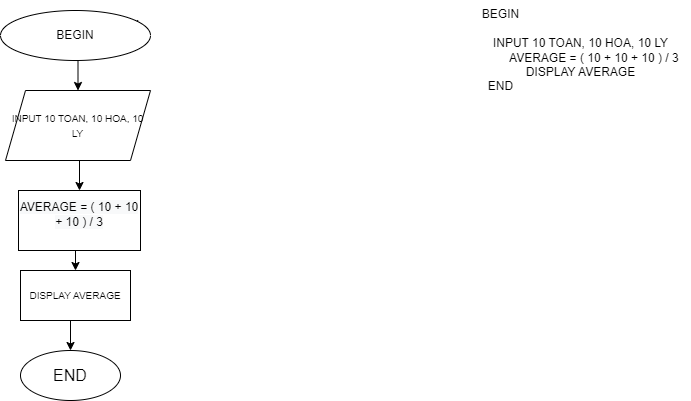 BEGIN
INPUT 10 TOAN, 10 HOA, 10
LY
AVERAGE = ( 10 + 10
+ 10 ) / 3
DISPLAY AVERAGE
END
BEGIN
INPUT 10 TOAN, 10 HOA, 10 LY
AVERAGE = ( 10 + 10 + 10 ) / 3
DISPLAY AVERAGE
END